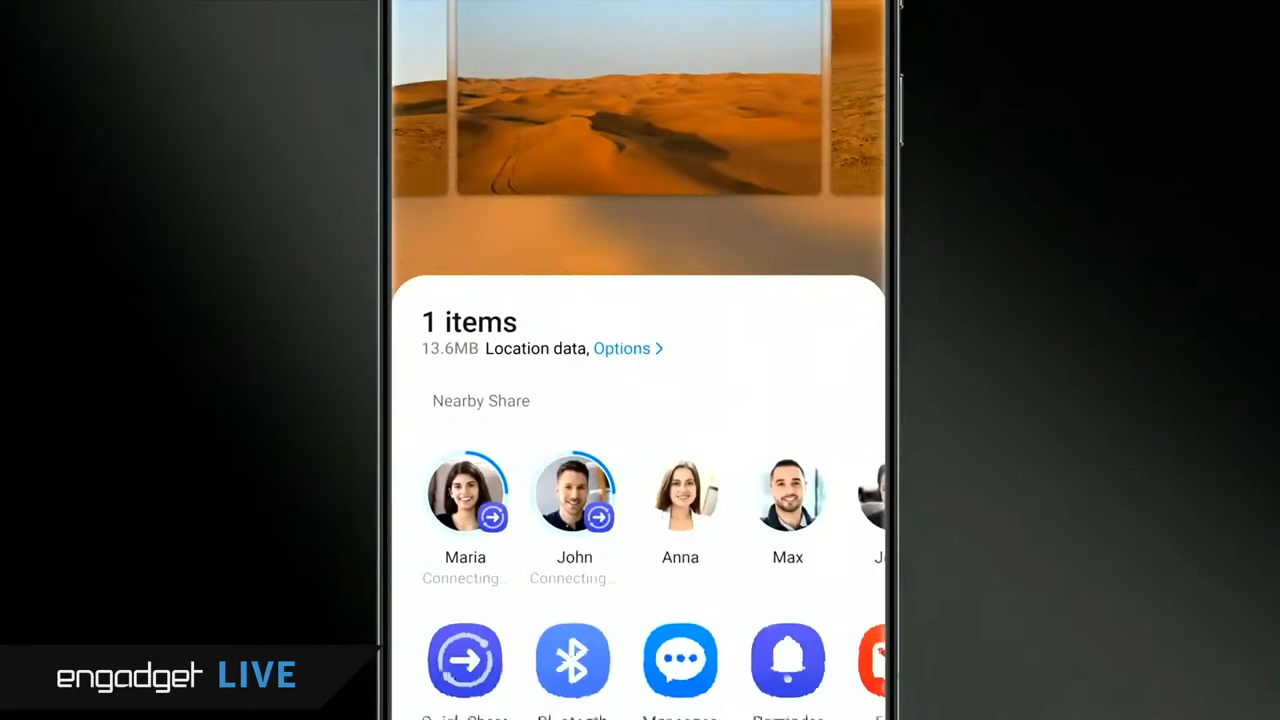 1 items
13.6MB Location data, Options >
Nearby Share
Maria
John
Anna
Max
Connecting...
Connecting...
engadget LIVE